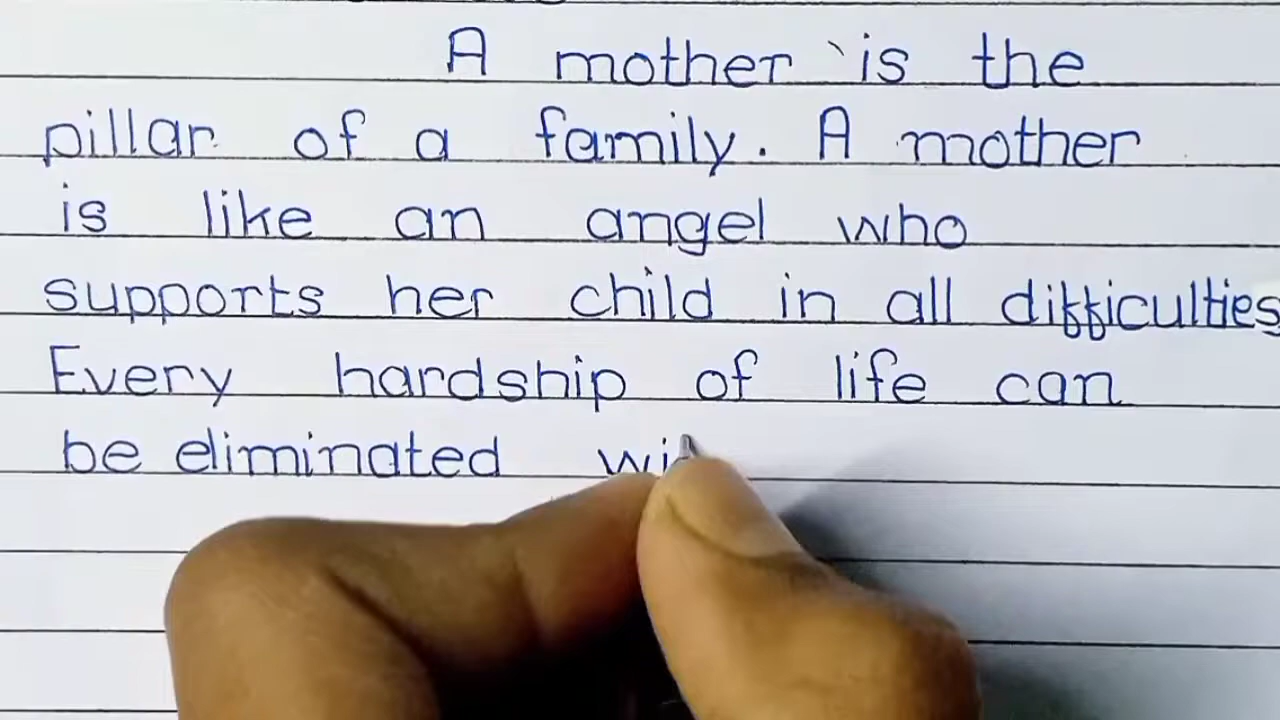 A mother is the
pillar of a family. A mother
is like an angel who
supports her child in all difficulties
Every hardship of life can
be eliminated